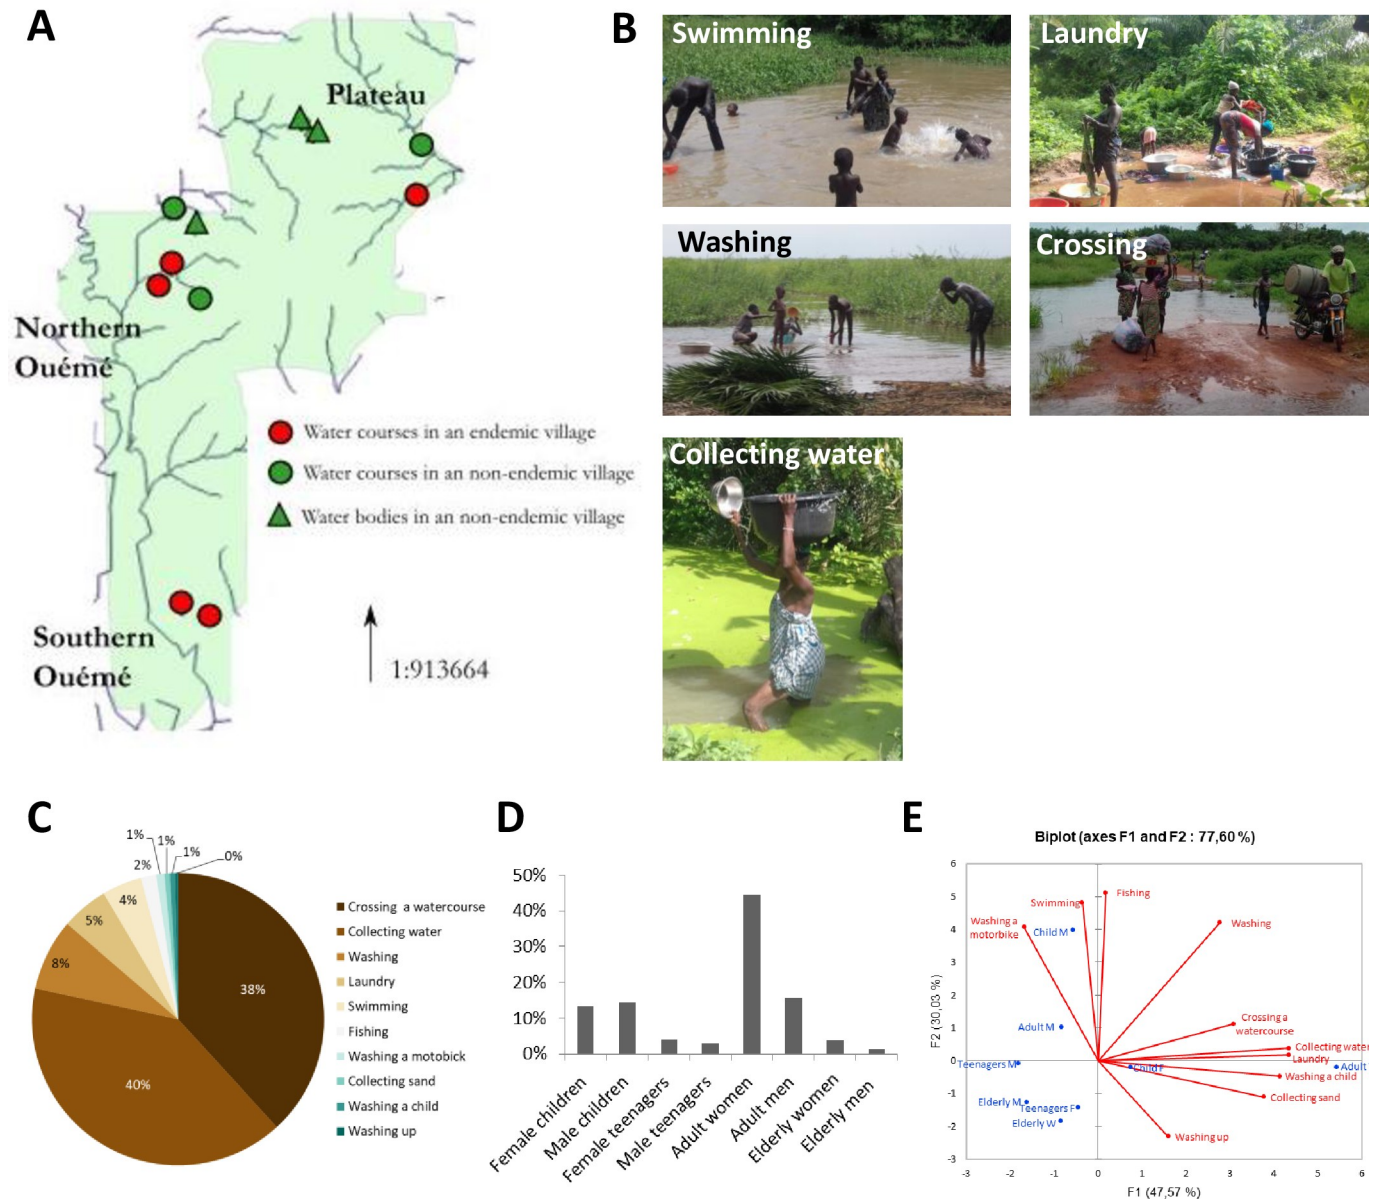 A
Plateau
Northern
Ouémé
Water courses in an endemic village
Water courses in an non-endemic village
Water bodies in an non-endemic village
Southern
Ouémé
1:913664
B
Swimming
Laundry
Washing
Crossing
Collecting water
C
1%
1%
1%
0%
2%
4%
5%
8%
38%
40%
Crossing a watercourse
Collecting water
Washing
Laundry
Swimming
Fishing
Washing a motobick
Collecting sand
Washing a child
Washing up
D
50%
40%
30%
20%
10%
0%
Female children
Male children
Female teenagers
Male teenagers
Adult women
Adult men
Elderly women
Elderly men
E
Biplot (axes F1 and F2 : 77,60 %)
F2 (30,03 %)
6
5
4
3
2
1
0
-1
-2
-3
Fishing
Swimming
Washing a
motorbike
Child M
Washing
Adult M
Crossing a
watercourse
Collecting water
Laundry
Teenagers M
Child F
Adult
Washing a child
Collecting sand
Elderly M
Teenagers F
Elderly W
Washing up
-3 -2 -1 0 1 2 3 4 5 6
F1 (47,57 %)